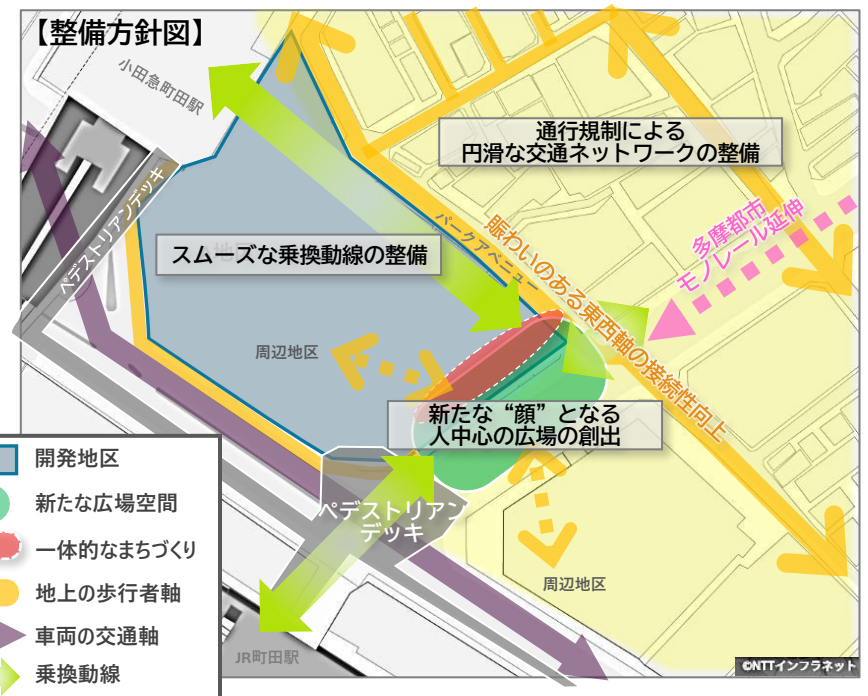 【整備方針図】
小田急町田駅
通行規制による
円滑な交通ネットワークの整備
ペデストリアンデッキ
パークアベニュー
賑わいのある東西軸の接続性向上
多摩都市
モノレール延伸
スムーズな乗換動線の整備
周辺地区
新たな“顔”となる
人中心の広場の創出
開発地区
新たな広場空間
一体的なまちづくり
地上の歩行者軸
車両の交通軸
乗換動線
ペデストリアン
デッキ
周辺地区
JR町田駅
©NTTインフラネット